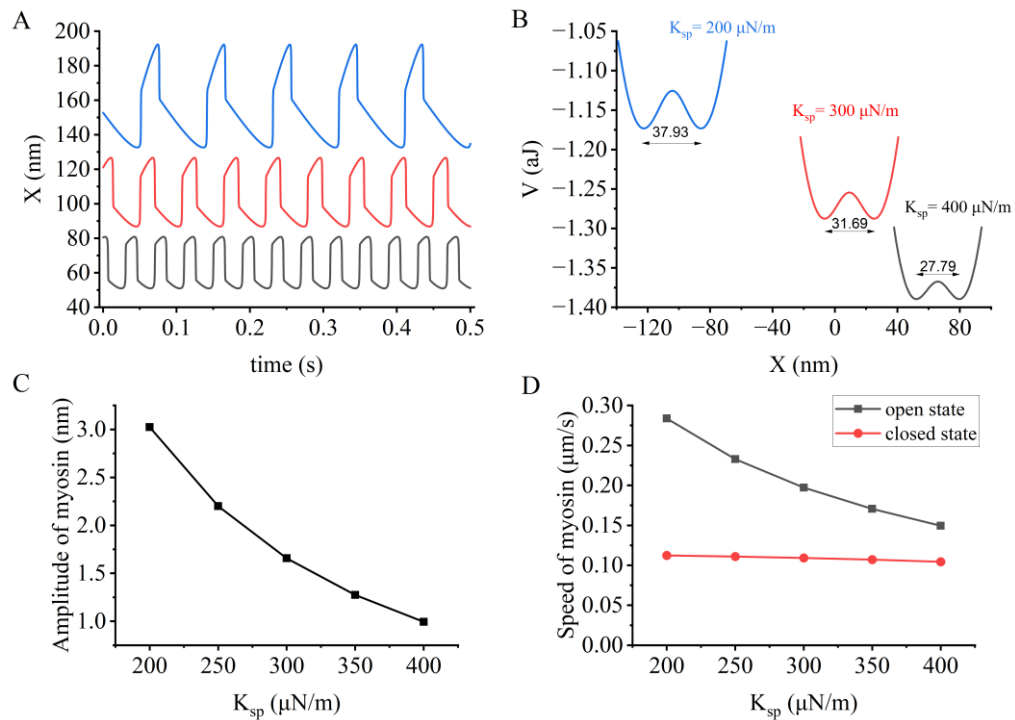 A
200
180
160
140
120
100
80
60
40
X (nm)
0.0 0.1 0.2 0.3 0.4 0.5
time (s)
B
−1.05
−1.10
−1.15
−1.20
−1.25
−1.30
−1.35
−1.40
V (aJ)
Ksp= 200 μN/m
37.93
Ksp= 300 μN/m
31.69
Ksp= 400 μN/m
27.79
−120 −80 −40 0 40 80
X (nm)
C
3.0
2.5
2.0
1.5
1.0
Amplitude of myosin (nm)
200 250 300 350 400
Ksp (μN/m)
D
0.30
0.25
0.20
0.15
0.10
0.05
0.00
Speed of myosin (μm/s)
open state
closed state
200 250 300 350 400
Ksp (μN/m)